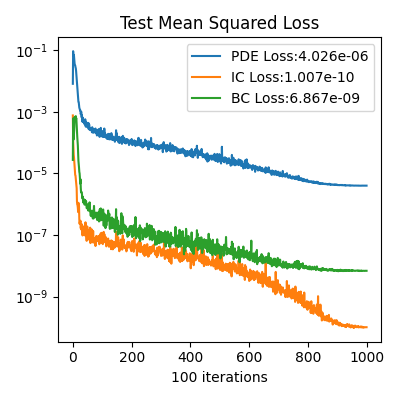 Test Mean Squared Loss
PDE Loss:4.026e-06
IC Loss:1.007e-10
BC Loss:6.867e-09
10⁻¹
10⁻³
10⁻⁵
10⁻⁷
10⁻⁹
0 200 400 600 800 1000
100 iterations